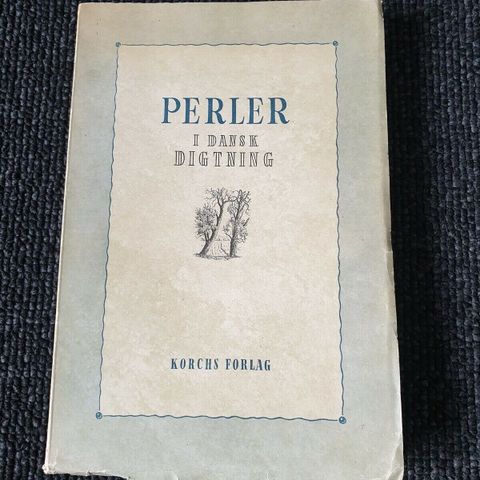 PERLER
I DANSK
DIGTNING
KORCHS FORLAG